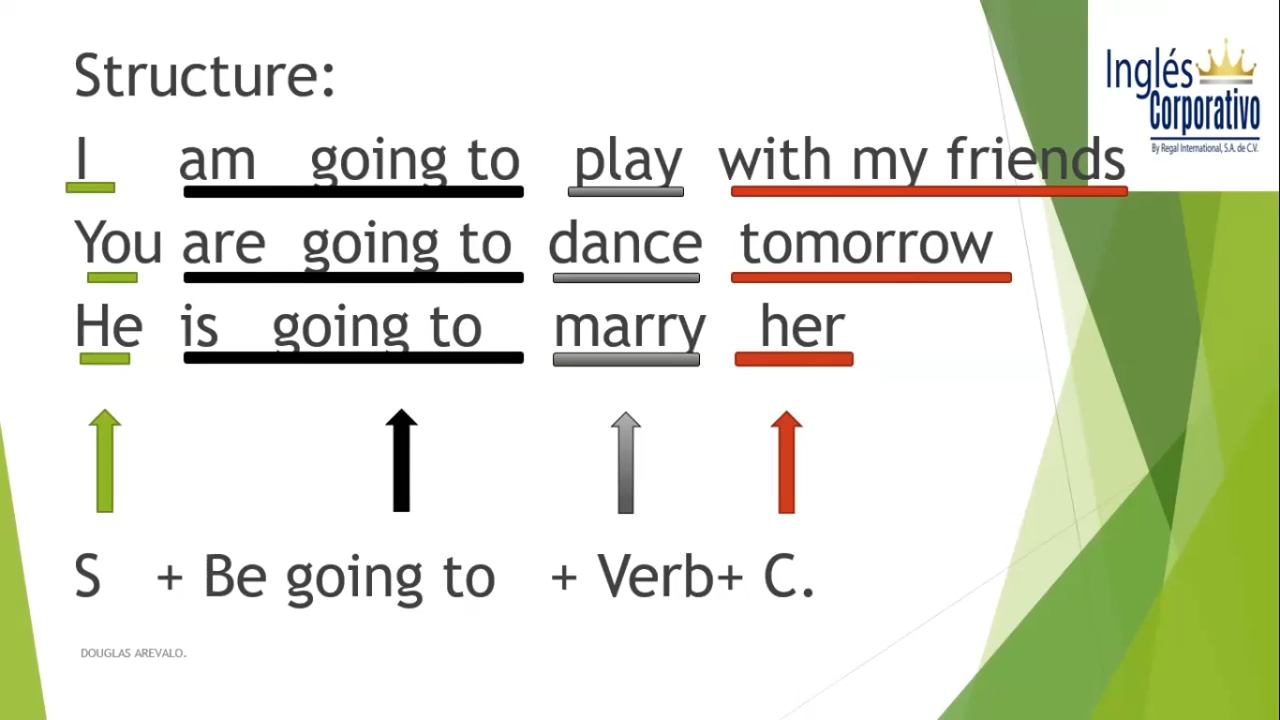 Structure:
Inglés
Corporativo
By Regal International, S.A. de C.V.
I am going to play with my friends
You are going to dance tomorrow
He is going to marry her
S + Be going to + Verb+ C.
DOUGLAS AREVALO.